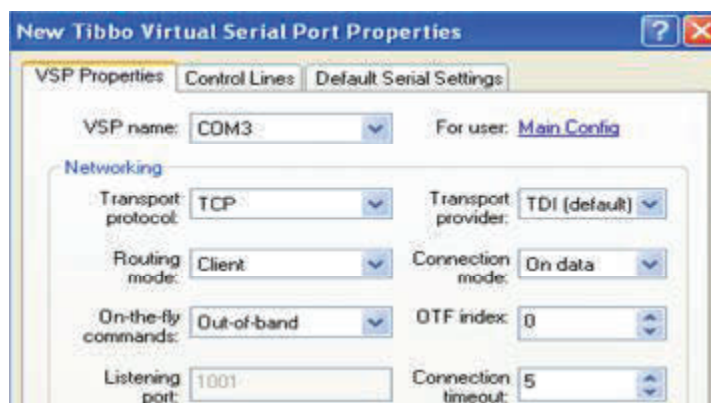 New Tibbo Virtual Serial Port Properties
VSP Properties Control Lines Default Serial Settings
VSP name: COM3 For user: Main Config
Networking
Transport protocol: TCP Transport provider: TDI (default)
Routing mode: Client Connection mode: On data
On-the-fly commands: Out-of-band OTF index: 0
Listening port: 1001 Connection timeout: 5